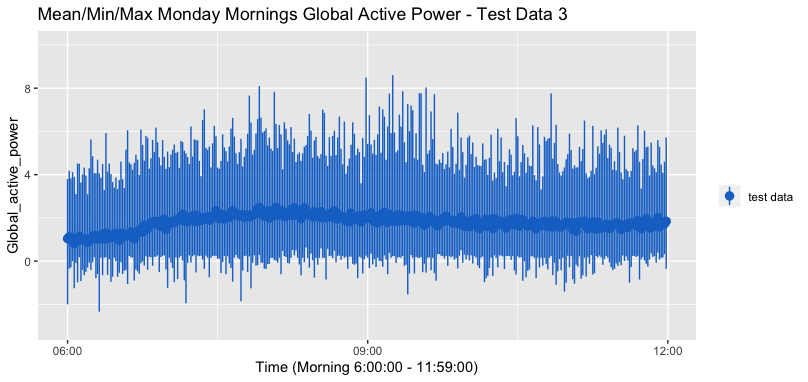 Mean/Min/Max Monday Mornings Global Active Power - Test Data 3
8
4
0
Global_active_power
test data
06:00
09:00
12:00
Time (Morning 6:00:00 - 11:59:00)